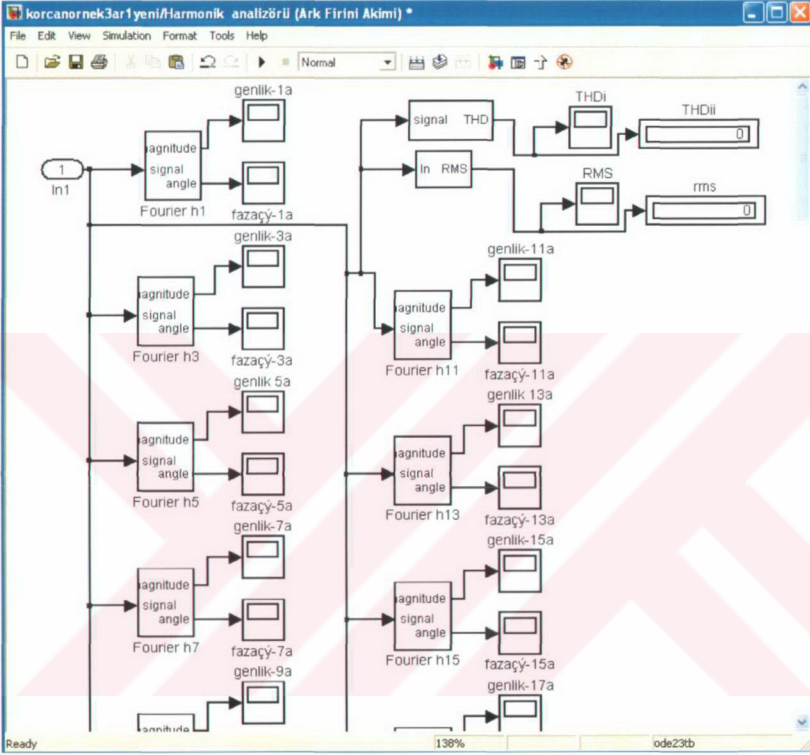 korcanornek3ar1yeni/Harmonik analizörü (Ark Firini Akimi) *
File Edit View Simulation Format Tools Help
Normal
genlik-1a
agnitude
signal
angle
1
In1
Fourier h1
fazaçý-1a
signal THD
THDi
THDii
0
In RMS
RMS
rms
0
genlik-3a
agnitude
signal
angle
Fourier h3
fazaçý-3a
genlik-11a
agnitude
signal
angle
Fourier h11
fazaçý-11a
genlik 5a
agnitude
signal
angle
Fourier h5
fazaçý-5a
genlik 13a
agnitude
signal
angle
Fourier h13
fazaçý-13a
genlik-7a
agnitude
signal
angle
Fourier h7
fazaçý-7a
genlik-15a
agnitude
signal
angle
Fourier h15
fazaçý-15a
genlik-9a
agnitude
genlik-17a
Ready
138%
ode23tb